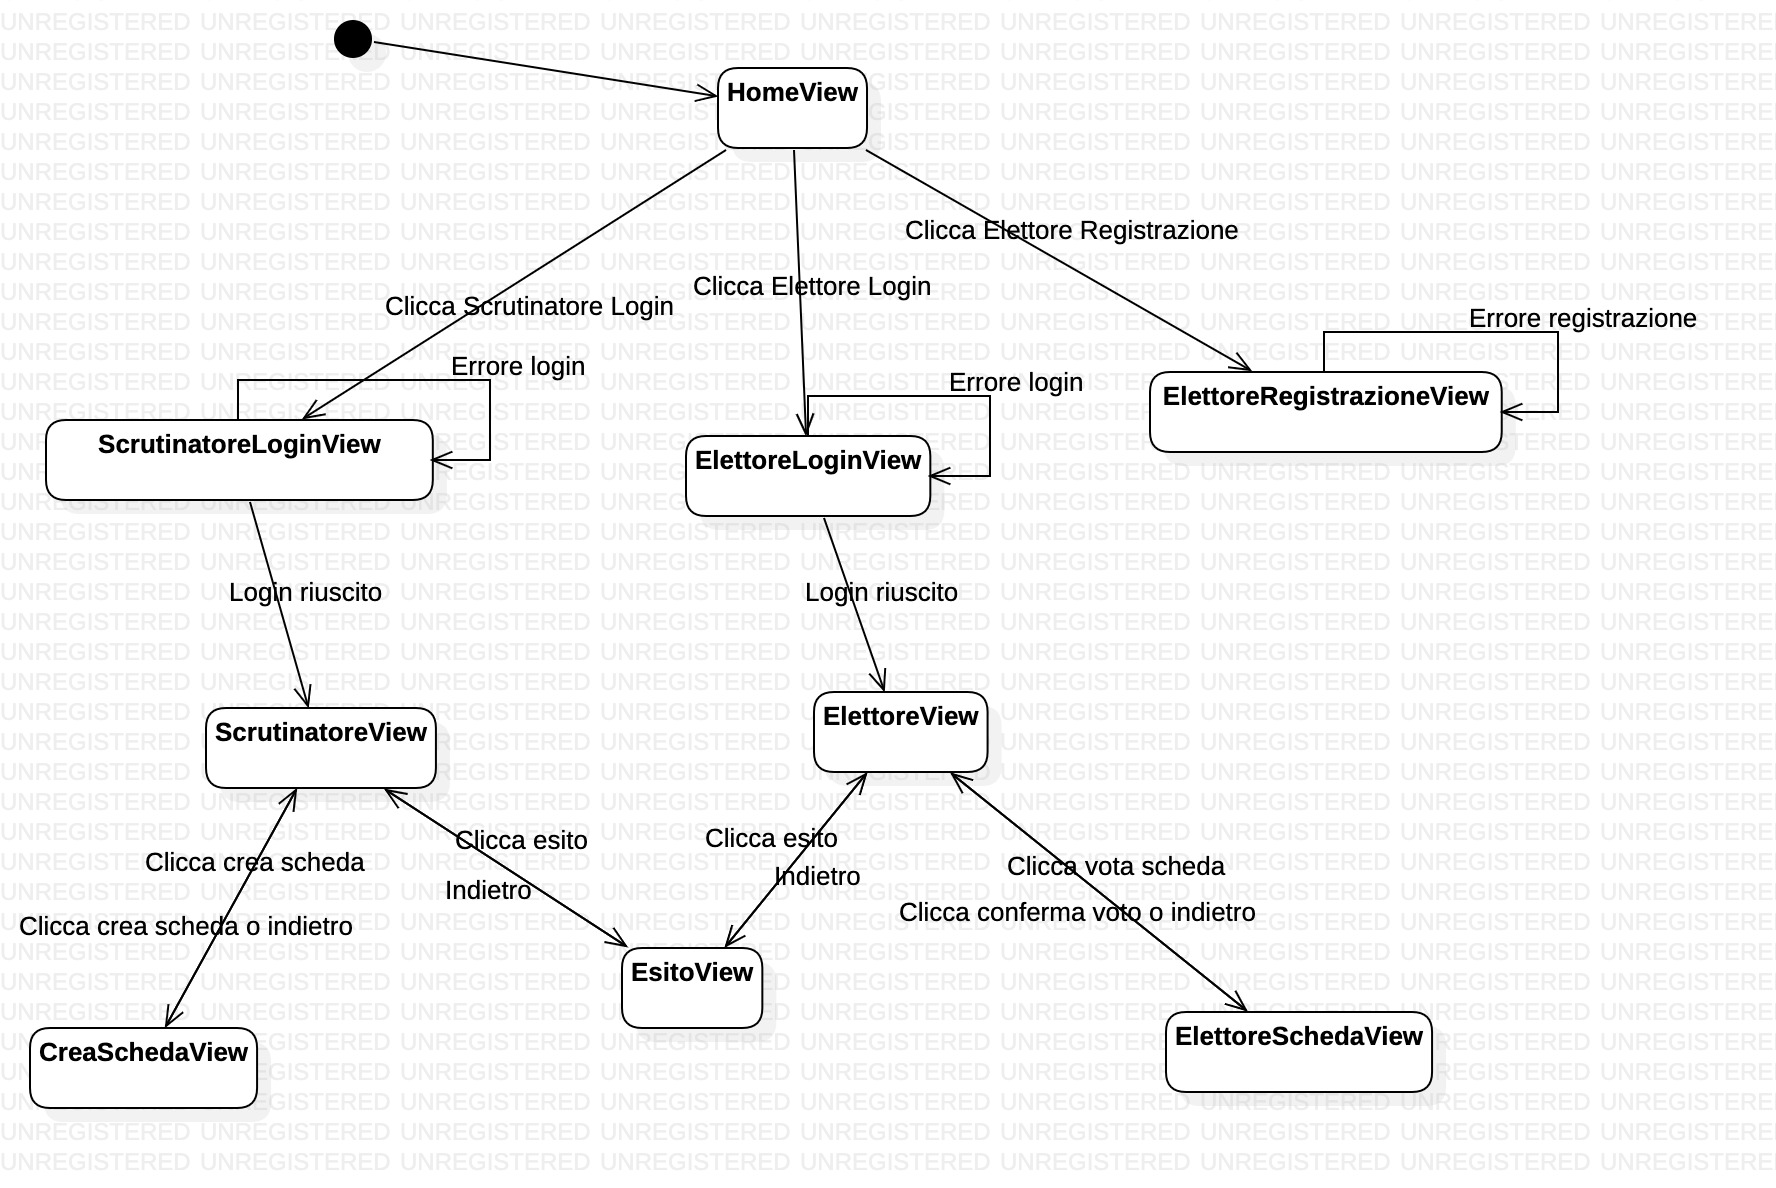 HomeView
Clicca Elettore Registrazione
Clicca Elettore Login
Clicca Scrutinatore Login
Errore registrazione
Errore login
Errore login
ElettoreRegistrazioneView
ScrutinatoreLoginView
ElettoreLoginView
Login riuscito
Login riuscito
ScrutinatoreView
ElettoreView
Clicca esito
Clicca esito
Clicca crea scheda
Clicca vota scheda
Indietro
Indietro
Clicca crea scheda o indietro
Clicca conferma voto o indietro
EsitoView
ElettoreSchedaView
CreaSchedaView
UNREGISTERED